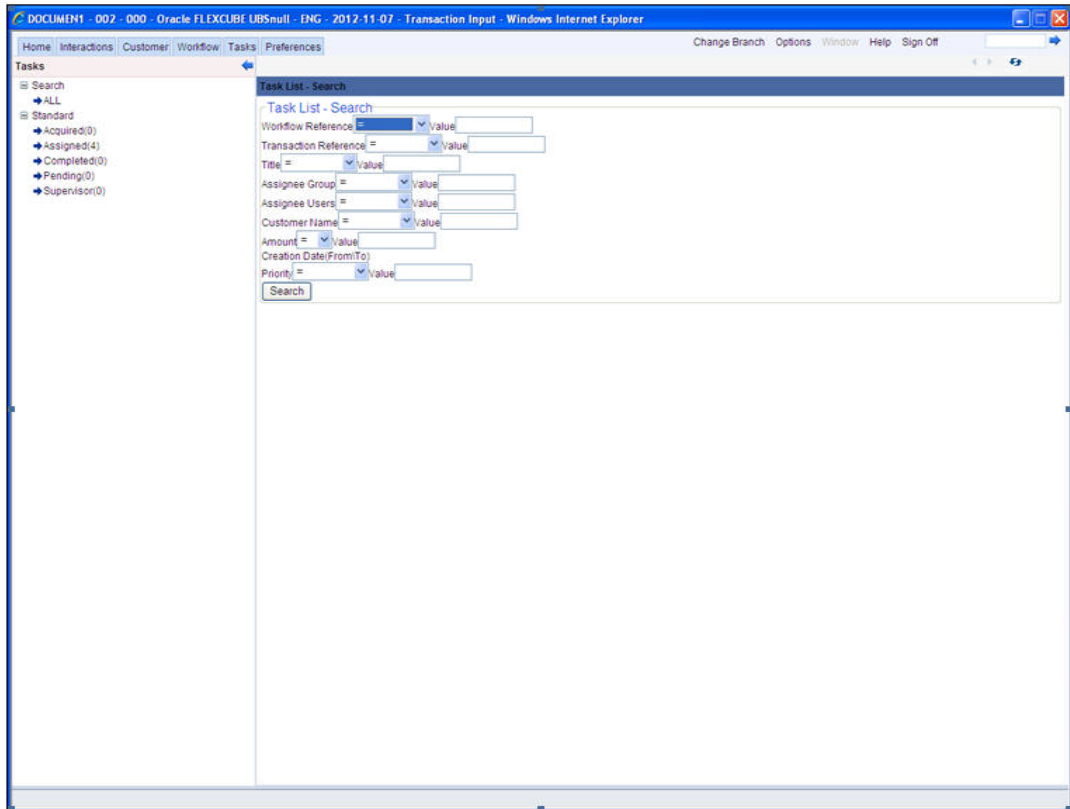 DOCUMEN1 - 002 - 000 - Oracle FLEXCUBE UBSnull - ENG - 2012-11-07 - Transaction Input - Windows Internet Explorer
Home Interactions Customer Workflow Tasks Preferences
Change Branch Options Window Help Sign Off
Tasks
Search
ALL
Standard
Acquired(0)
Assigned(4)
Completed(0)
Pending(0)
Supervisor(0)
Task List - Search
Task List - Search
Workflow Reference = Value
Transaction Reference = Value
Title = Value
Assignee Group = Value
Assignee Users = Value
Customer Name = Value
Amount = Value
Creation Date(From\To)
Priority = Value
Search